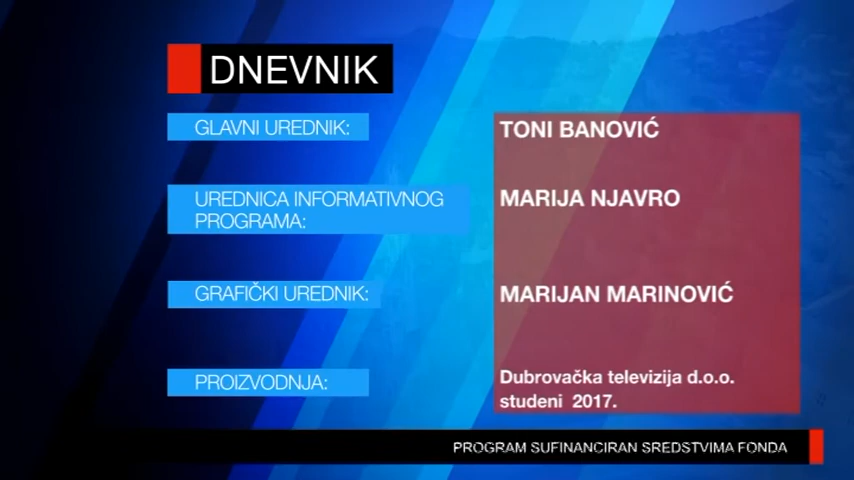 DNEVNIK
GLAVNI UREDNIK:
TONI BANOVIĆ
UREDNICA INFORMATIVNOG
PROGRAMA:
MARIJA NJAVRO
GRAFIČKI UREDNIK:
MARIJAN MARINOVIĆ
PROIZVODNJA:
Dubrovačka televizija d.o.o.
studeni 2017.
PROGRAM SUFINANCIRAN SREDSTVIMA FONDA